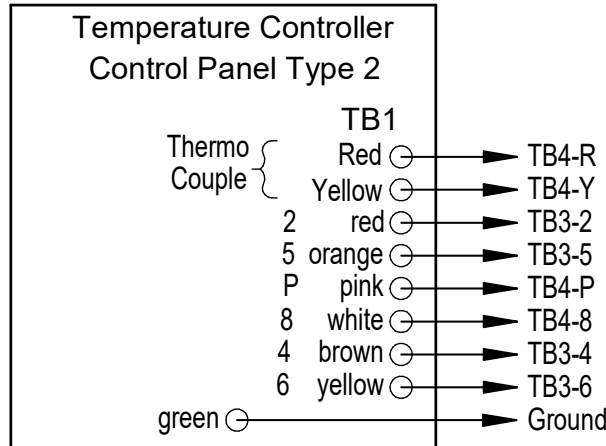 Temperature Controller
Control Panel Type 2
TB1
Thermo
Couple
Red TB4-R
Yellow TB4-Y
2 red TB3-2
5 orange TB3-5
P pink TB4-P
8 white TB4-8
4 brown TB3-4
6 yellow TB3-6
green Ground